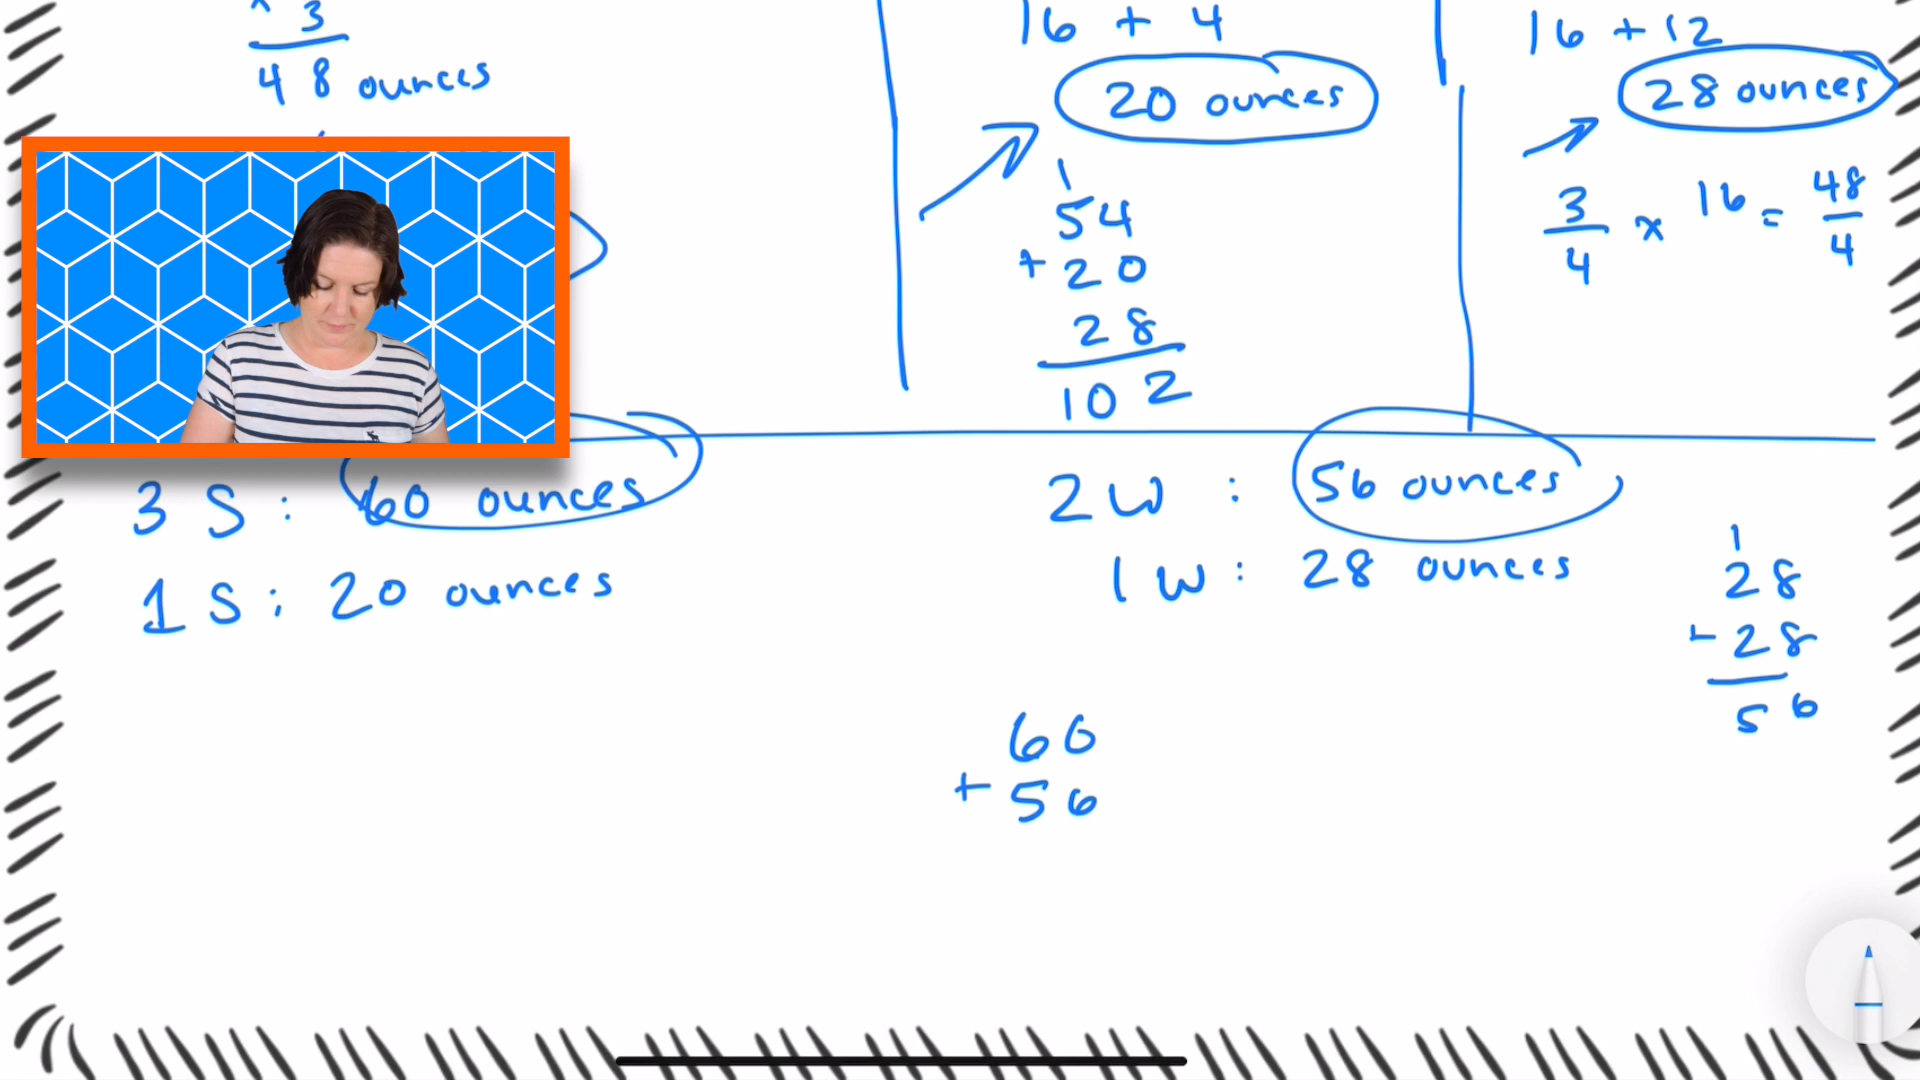 × 3
48 ounces
16 + 4
20 ounces
1
54
+ 20
28
102
16 + 12
28 ounces
3/4 × 16 = 48/4
3 S : 60 ounces
1 S : 20 ounces
2 W : 56 ounces
1 W : 28 ounces
1
28
+ 28
56
60
+ 56